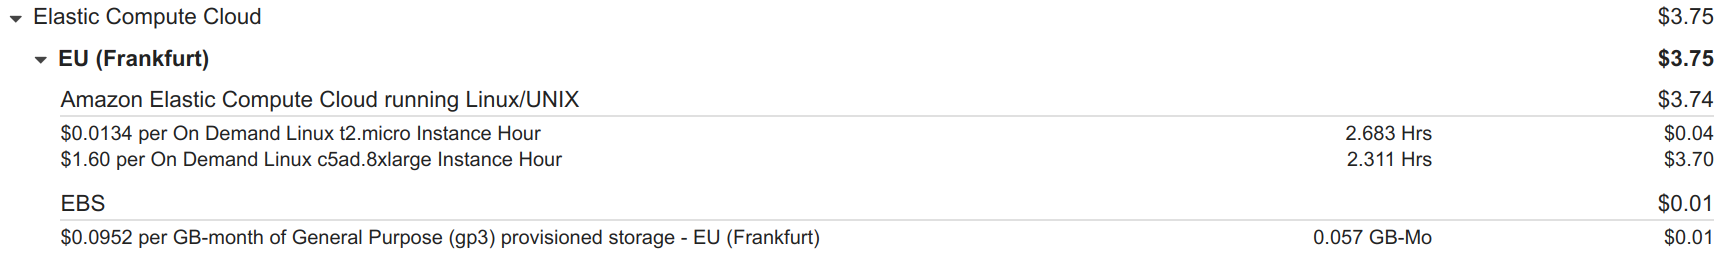 Elastic Compute Cloud $3.75
EU (Frankfurt) $3.75
Amazon Elastic Compute Cloud running Linux/UNIX $3.74
$0.0134 per On Demand Linux t2.micro Instance Hour 2.683 Hrs $0.04
$1.60 per On Demand Linux c5ad.8xlarge Instance Hour 2.311 Hrs $3.70
EBS $0.01
$0.0952 per GB-month of General Purpose (gp3) provisioned storage - EU (Frankfurt) 0.057 GB-Mo $0.01